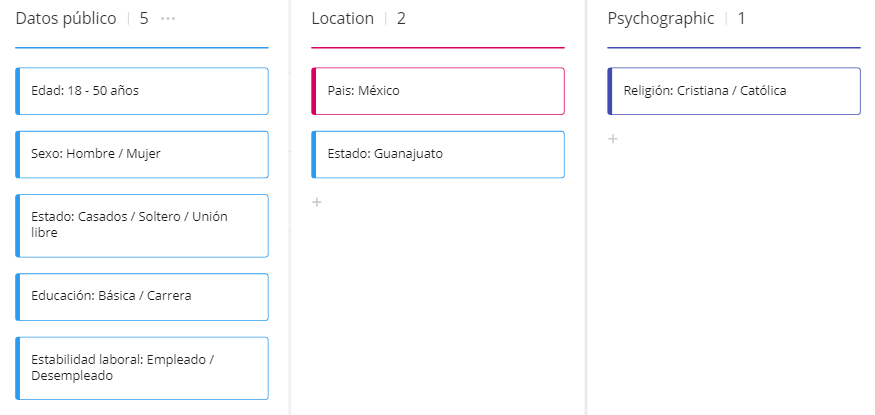 Datos público | 5 ...
Edad: 18 - 50 años
Sexo: Hombre / Mujer
Estado: Casados / Soltero / Unión
libre
Educación: Básica / Carrera
Estabilidad laboral: Empleado /
Desempleado
Location | 2
Pais: México
Estado: Guanajuato
+
Psychographic | 1
Religión: Cristiana / Católica
+